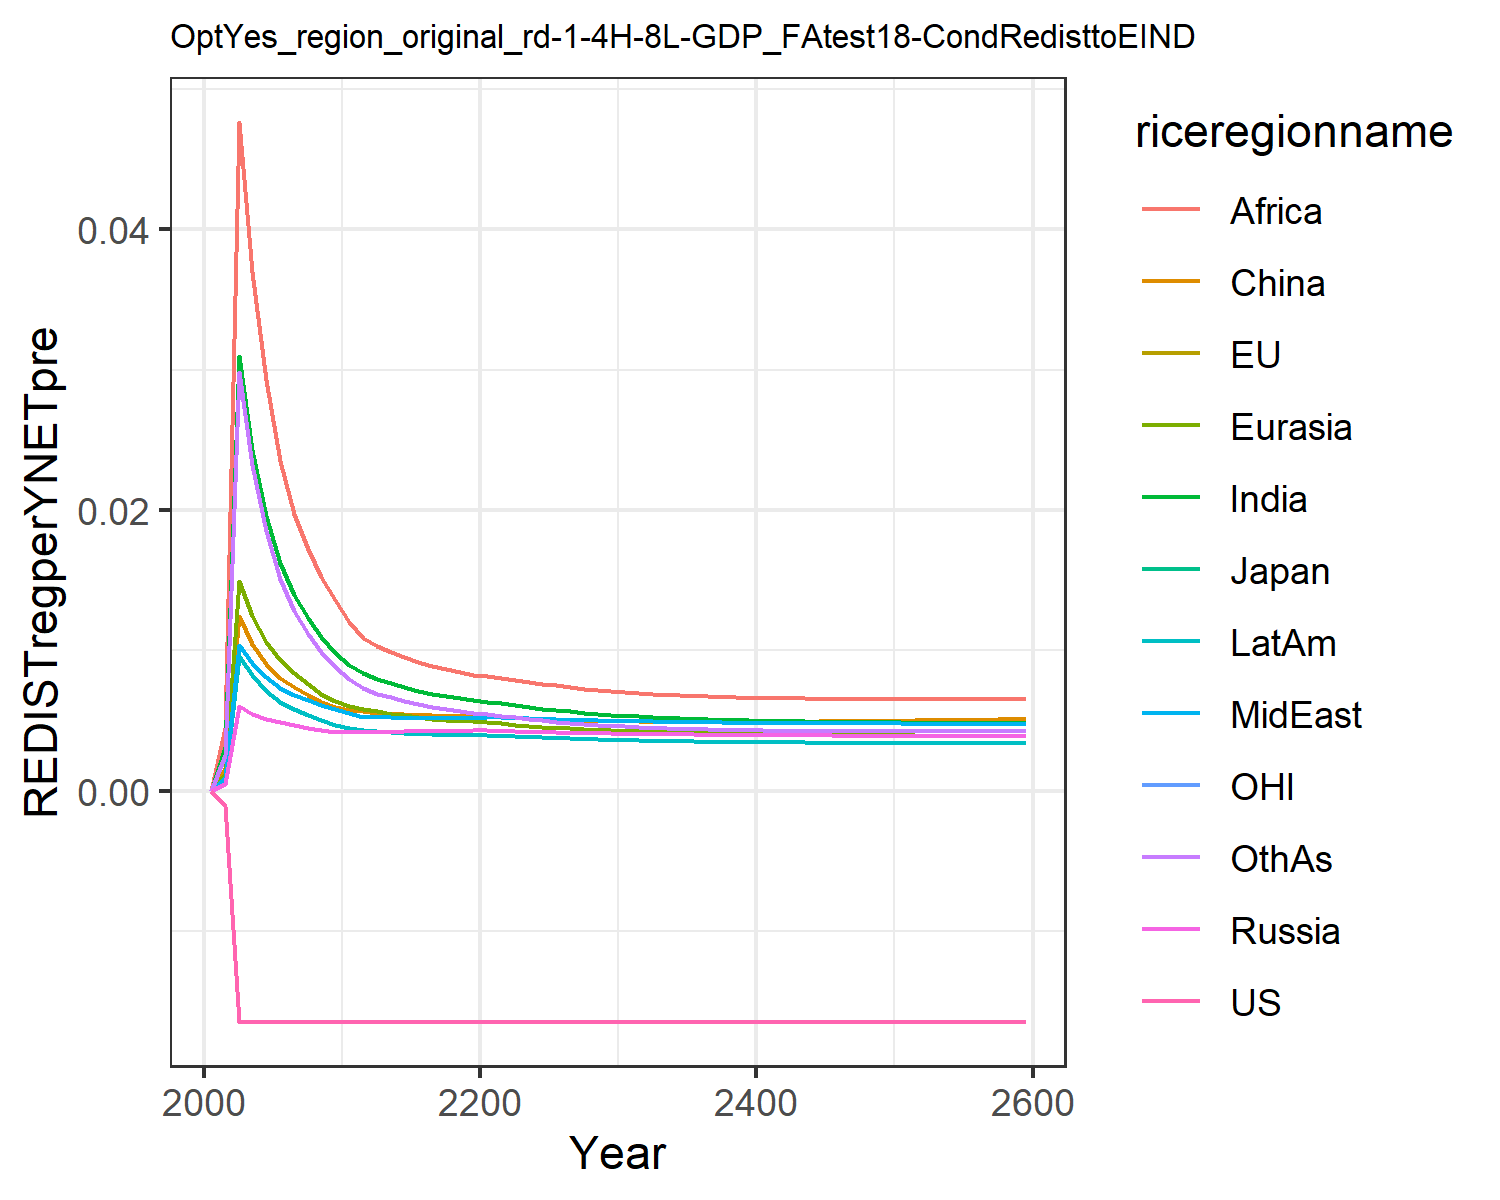 OptYes_region_original_rd-1-4H-8L-GDP_FAtest18-CondRedisttoEIND
REDISTregperYNETpre
0.04
0.02
0.00
2000
2200
2400
2600
Year
riceregionname
Africa
China
EU
Eurasia
India
Japan
LatAm
MidEast
OHI
OthAs
Russia
US